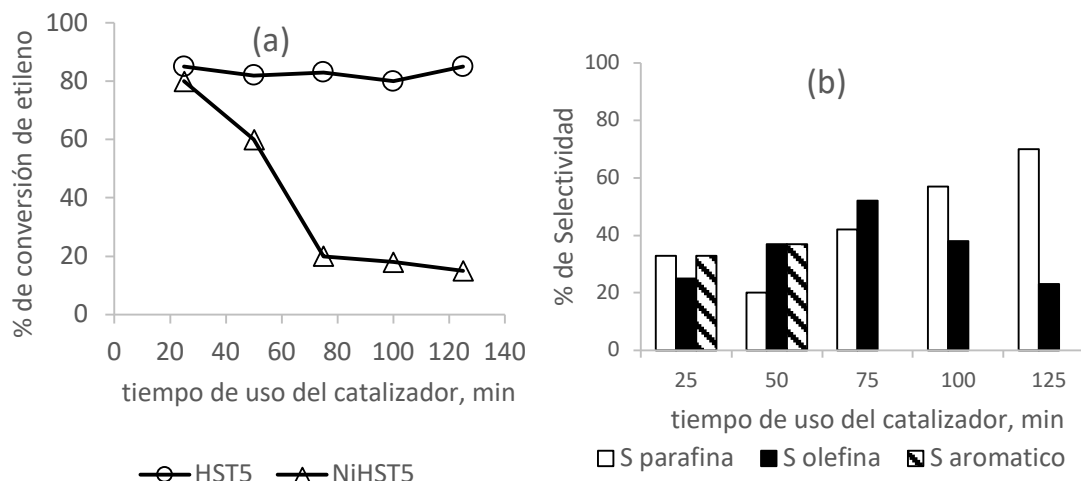 (a)
% de conversión de etileno
100
80
60
40
20
0
0 20 40 60 80 100 120 140
tiempo de uso del catalizador, min
HST5 NiHST5
(b)
% de Selectividad
100
80
60
40
20
0
25 50 75 100 125
tiempo de uso del catalizador, min
S parafina S olefina S aromatico